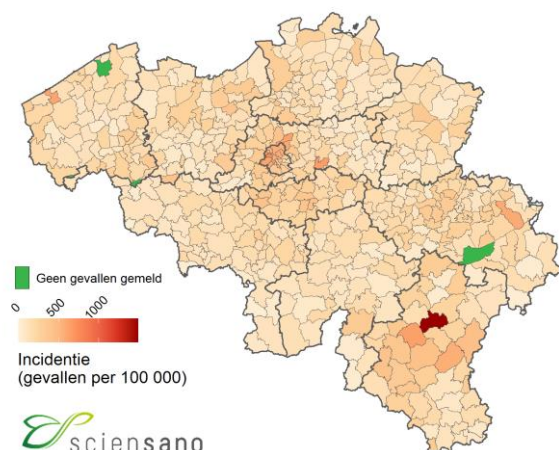 Geen gevallen gemeld
0 500 1000
Incidentie
(gevallen per 100 000)
sciensano